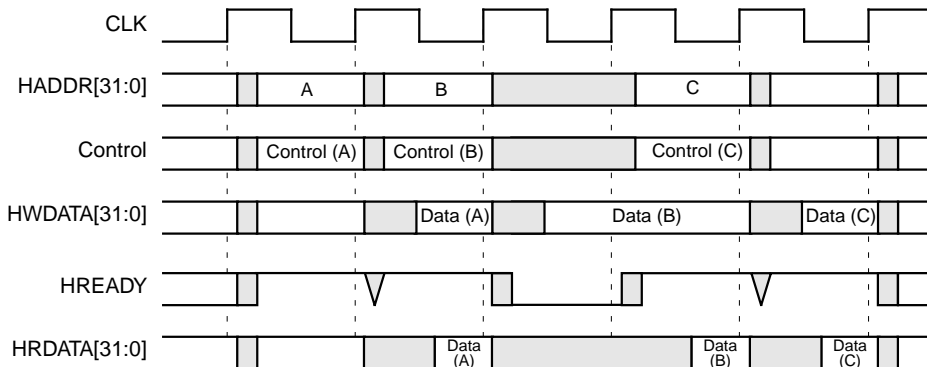 CLK
HADDR[31:0] A B C
Control Control (A) Control (B) Control (C)
HWDATA[31:0] Data (A) Data (B) Data (C)
HREADY
HRDATA[31:0] Data (A) Data (B) Data (C)